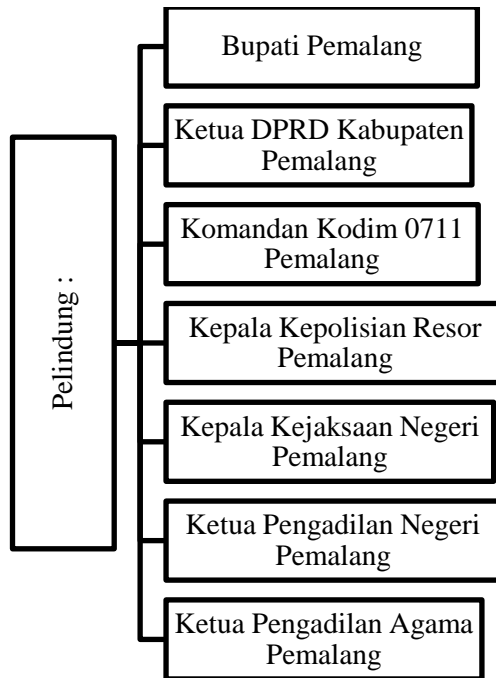 Pelindung :
Bupati Pemalang
Ketua DPRD Kabupaten
Pemalang
Komandan Kodim 0711
Pemalang
Kepala Kepolisian Resor
Pemalang
Kepala Kejaksaan Negeri
Pemalang
Ketua Pengadilan Negeri
Pemalang
Ketua Pengadilan Agama
Pemalang